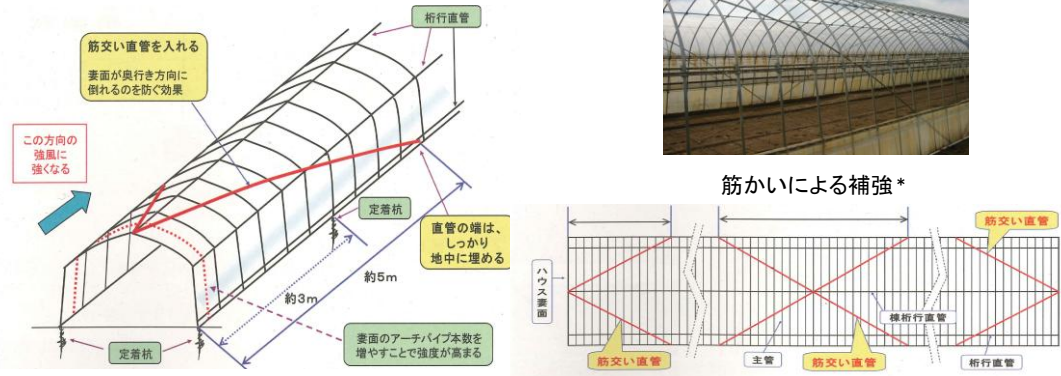 桁行直管
筋交い直管を入れる
妻面が奥行き方向に
倒れるのを防ぐ効果
この方向の
強風に
強くなる
定着杭
直管の端は、
しっかり
地中に埋める
約5m
約3m
妻面のアーチパイプ本数を
増やすことで強度が高まる
定着杭
筋かいによる補強*
筋交い直管
ハウス妻面
棟桁行直管
筋交い直管
主管
筋交い直管
桁行直管